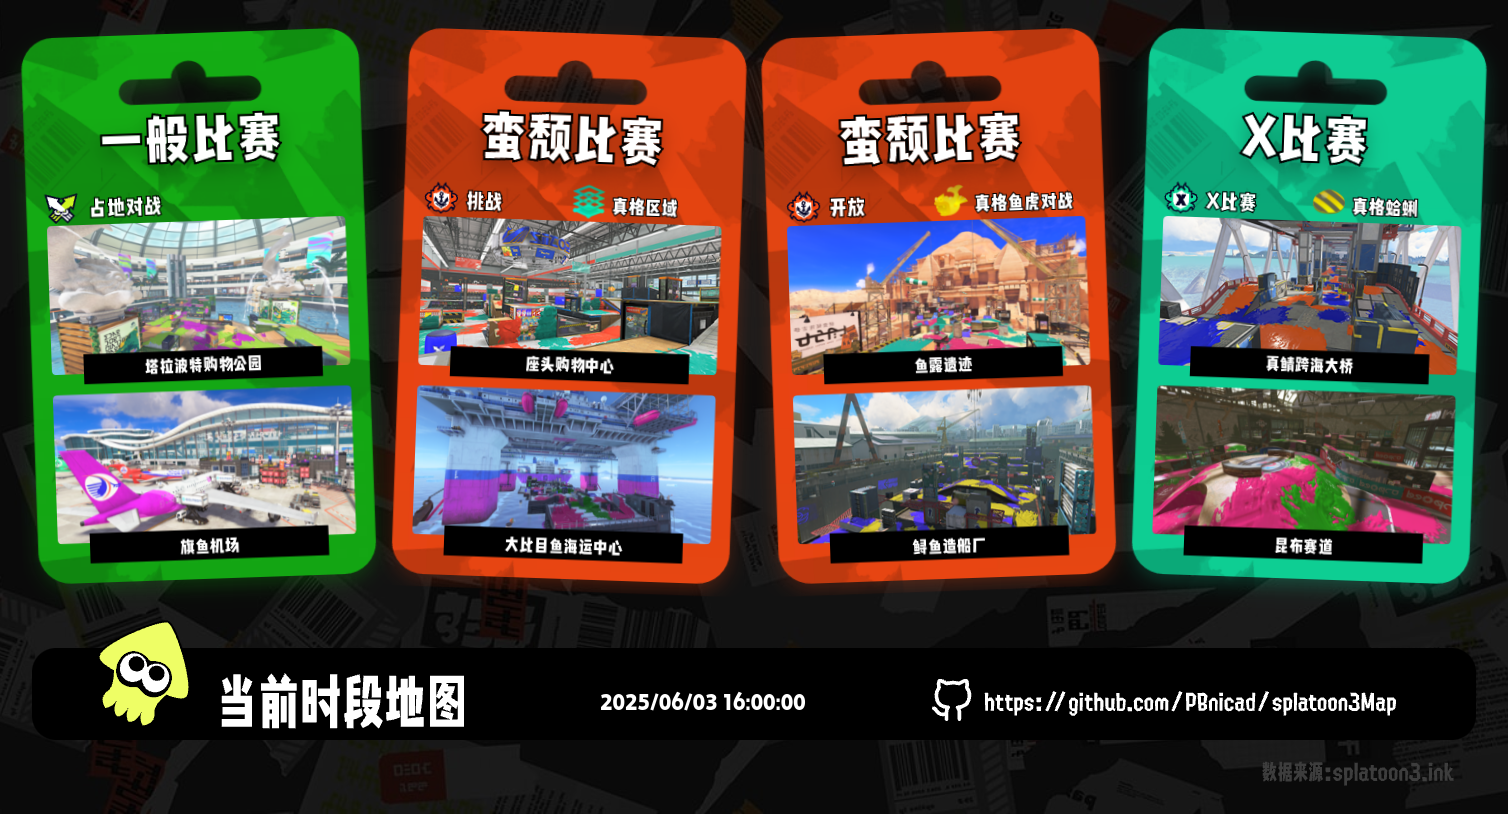 一般比赛
占地对战
塔拉波特购物公园
旗鱼机场
蛮颓比赛
挑战
真格区域
座头购物中心
大比目鱼海运中心
蛮颓比赛
开放
真格鱼虎对战
鱼露遗迹
鲟鱼造船厂
X比赛
X比赛
真格蛤蜊
真鲭跨海大桥
昆布赛道
当前时段地图
2025/06/03 16:00:00
https://github.com/PBnicad/splatoon3Map
数据来源:splatoon3.ink